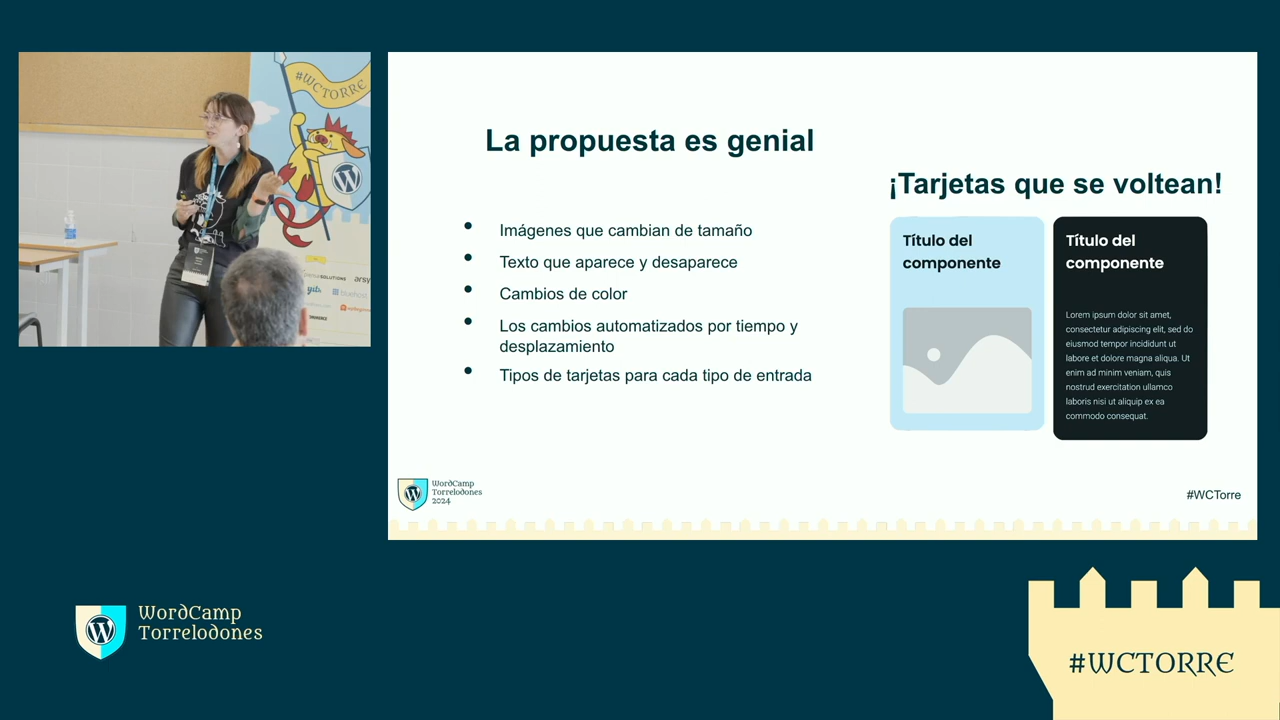 #WCTORRE
La propuesta es genial
¡Tarjetas que se voltean!
● Imágenes que cambian de tamaño
● Texto que aparece y desaparece
● Cambios de color
● Los cambios automatizados por tiempo y
desplazamiento
● Tipos de tarjetas para cada tipo de entrada
Título del
componente
Título del
componente
Lorem ipsum dolor sit amet,
consectetur adipiscing elit, sed do
eiusmod tempor incididunt ut
labore et dolore magna aliqua. Ut
enim ad minim veniam, quis
nostrud exercitation ullamco
laboris nisi ut aliquip ex ea
commodo consequat.
WordCamp
Torrelodones
2024
#WCTorre
WordCamp
Torrelodones
#WCTORRE